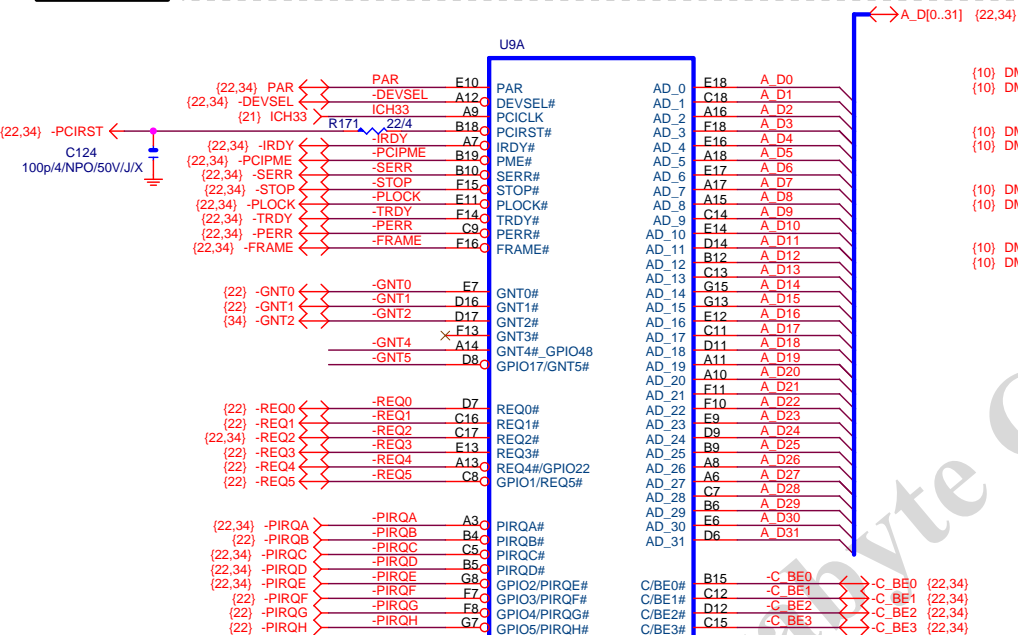 A_D[0..31] {22,34}
U9A
{22,34} PAR PAR E10 PAR AD_0 E18 A_D0
{22,34} -DEVSEL -DEVSEL A12 DEVSEL# AD_1 C18 A_D1
{21} ICH33 ICH33 A9 PCICLK AD_2 A16 A_D2
{22,34} -PCIRST R171 22/4 B18 PCIRST# AD_3 F18 A_D3
{22,34} -IRDY -IRDY A7 IRDY# AD_4 E16 A_D4
{22,34} -PCIPME -PCIPME B19 PME# AD_5 A18 A_D5
{22,34} -SERR -SERR B10 SERR# AD_6 E17 A_D6
{22,34} -STOP -STOP F15 STOP# AD_7 A17 A_D7
{22,34} -PLOCK -PLOCK E11 PLOCK# AD_8 A15 A_D8
{22,34} -TRDY -TRDY F14 TRDY# AD_9 C14 A_D9
{22,34} -PERR -PERR C9 PERR# AD_10 E14 A_D10
{22,34} -FRAME -FRAME F16 FRAME# AD_11 D14 A_D11
C124
100p/4/NPO/50V/J/X
AD_12 B12 A_D12
AD_13 C13 A_D13
{22} -GNT0 -GNT0 E7 GNT0# AD_14 G15 A_D14
{22} -GNT1 -GNT1 D16 GNT1# AD_15 G13 A_D15
{34} -GNT2 -GNT2 D17 GNT2# AD_16 E12 A_D16
F13 GNT3# AD_17 C11 A_D17
-GNT4 A14 GNT4#_GPIO48 AD_18 D11 A_D18
-GNT5 D8 GPIO17/GNT5# AD_19 A11 A_D19
AD_20 A10 A_D20
AD_21 F11 A_D21
{22} -REQ0 -REQ0 D7 REQ0# AD_22 F10 A_D22
{22} -REQ1 -REQ1 C16 REQ1# AD_23 E9 A_D23
{22,34} -REQ2 -REQ2 C17 REQ2# AD_24 D9 A_D24
{22} -REQ3 -REQ3 E13 REQ3# AD_25 B9 A_D25
{22} -REQ4 -REQ4 A13 REQ4#/GPIO22 AD_26 A8 A_D26
{22} -REQ5 -REQ5 C8 GPIO1/REQ5# AD_27 A6 A_D27
AD_28 C7 A_D28
AD_29 B6 A_D29
{22,34} -PIRQA -PIRQA A3 PIRQA# AD_30 E6 A_D30
{22} -PIRQB -PIRQB B4 PIRQB# AD_31 D6 A_D31
{22,34} -PIRQC -PIRQC C5 PIRQC#
{22,34} -PIRQD -PIRQD B5 PIRQD#
{22,34} -PIRQE -PIRQE G8 GPIO2/PIRQE# C/BE0# B15 -C_BE0 -C_BE0 {22,34}
{22} -PIRQF -PIRQF F7 GPIO3/PIRQF# C/BE1# C12 -C_BE1 -C_BE1 {22,34}
{22} -PIRQG -PIRQG F8 GPIO4/PIRQG# C/BE2# D12 -C_BE2 -C_BE2 {22,34}
{22} -PIRQH -PIRQH G7 GPIO5/PIRQH# C/BE3# C15 -C_BE3 -C_BE3 {22,34}
{10}
{10}
{10}
{10}
{10}
{10}
{10}
{10}